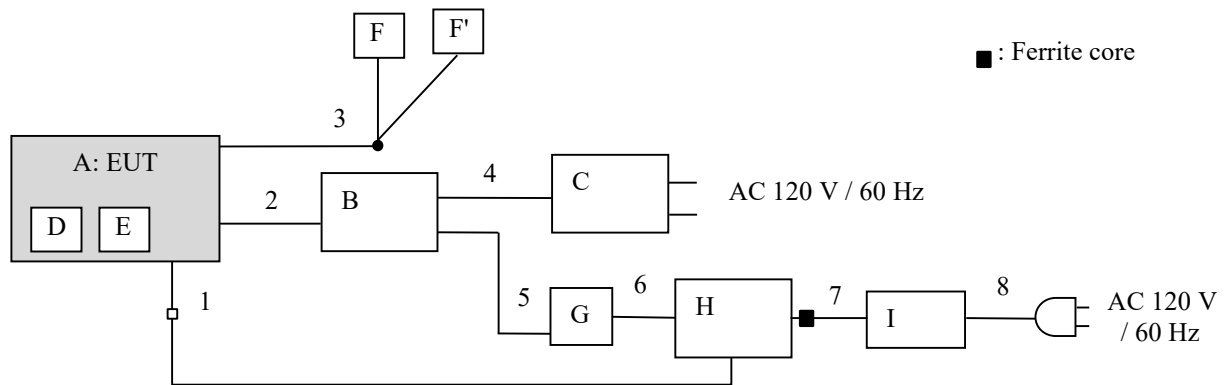 F
F'
: Ferrite core
3
A: EUT
4
C
AC 120 V / 60 Hz
2
B
D
E
1
5
6
7
8
G
H
I
AC 120 V
/ 60 Hz